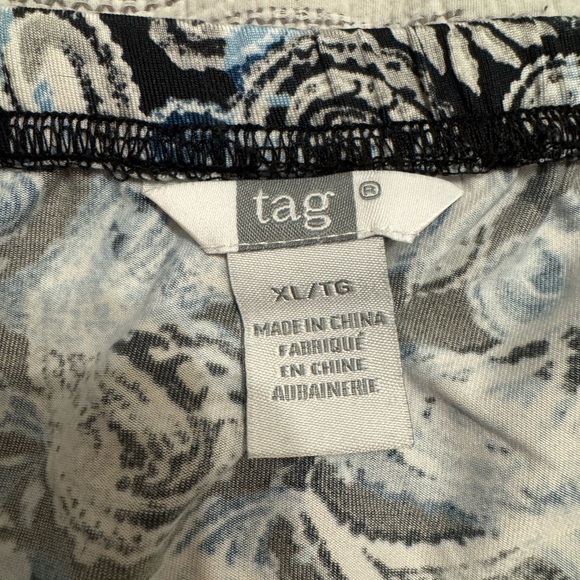 tag ®
XL/TG
MADE IN CHINA
FABRIQUÉ
EN CHINE
AUBAINERIE